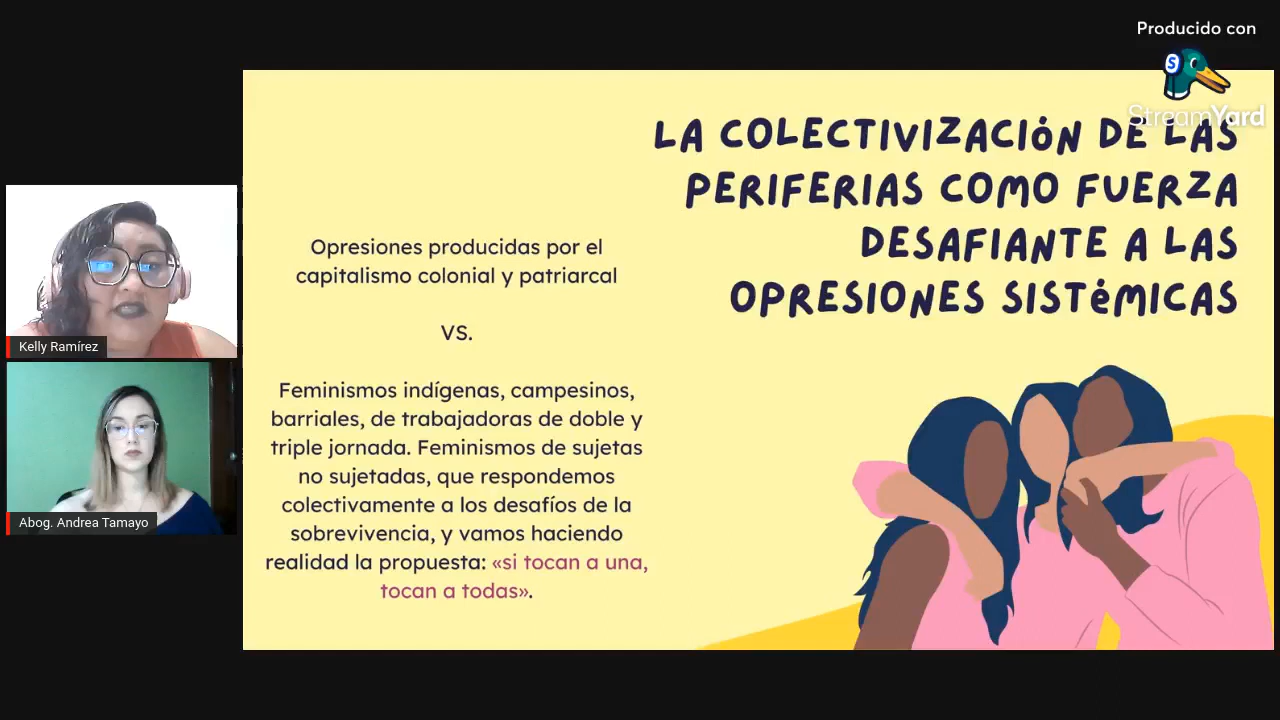 Producido con
StreamYard
LA COLECTIVIZACIÓN DE LAS
PERIFERIAS COMO FUERZA
DESAFIANTE A LAS
OPRESIONES SISTÉMICAS
Opresiones producidas por el
capitalismo colonial y patriarcal
VS.
Feminismos indígenas, campesinos,
barriales, de trabajadoras de doble y
triple jornada. Feminismos de sujetas
no sujetadas, que respondemos
colectivamente a los desafíos de la
sobrevivencia, y vamos haciendo
realidad la propuesta: «si tocan a una,
tocan a todas».
Kelly Ramírez
Abog. Andrea Tamayo